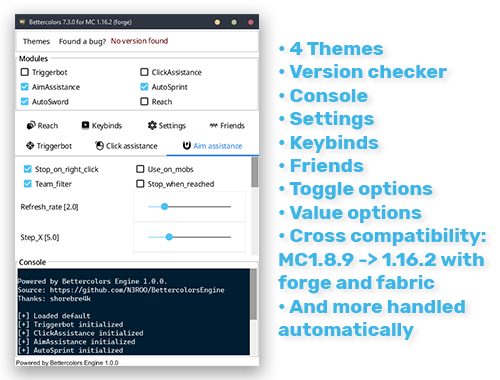 Bettercolors 7.3.0 for MC 1.16.2 (forge)
Themes Found a bug? No version found
Modules
Triggerbot ClickAssistance
AimAssistance AutoSprint
AutoSword Reach
Reach Keybinds Settings Friends
Triggerbot Click assistance Aim assistance
Stop_on_right_click Use_on_mobs
Team_filter Stop_when_reached
Refresh_rate [2.0]
Step_X [5.0]
Console
Powered by Bettercolors Engine 1.0.0.
Source: https://github.com/N3ROO/BettercolorsEngine
Thanks: shorebre4k
[+] Loaded default
[+] Triggerbot initialized
[+] ClickAssistance initialized
[+] AimAssistance initialized
[+] AutoSprint initialized
Powered by Bettercolors Engine 1.0.0
• 4 Themes
• Version checker
• Console
• Settings
• Keybinds
• Friends
• Toggle options
• Value options
• Cross compatibility:
MC1.8.9 -> 1.16.2 with
forge and fabric
• And more handled
automatically